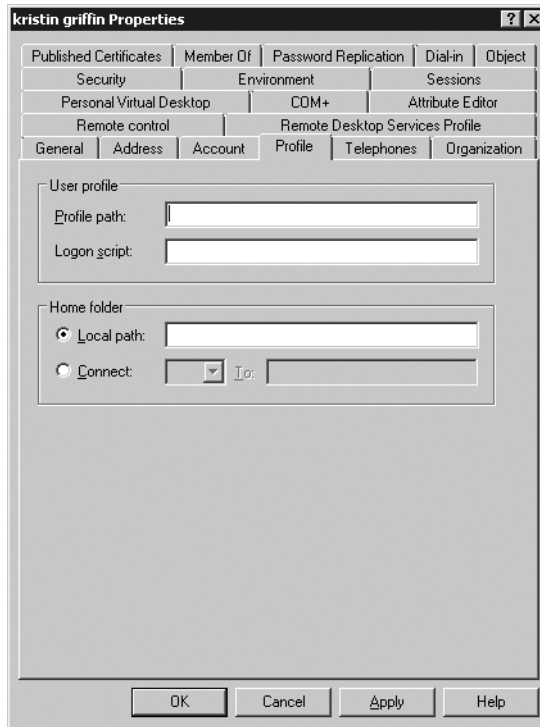 kristin griffin Properties
Published Certificates Member Of Password Replication Dial-in Object
Security Environment Sessions
Personal Virtual Desktop COM+ Attribute Editor
Remote control Remote Desktop Services Profile
General Address Account Profile Telephones Organization
User profile
Profile path:
Logon script:
Home folder
Local path:
Connect: To:
OK Cancel Apply Help